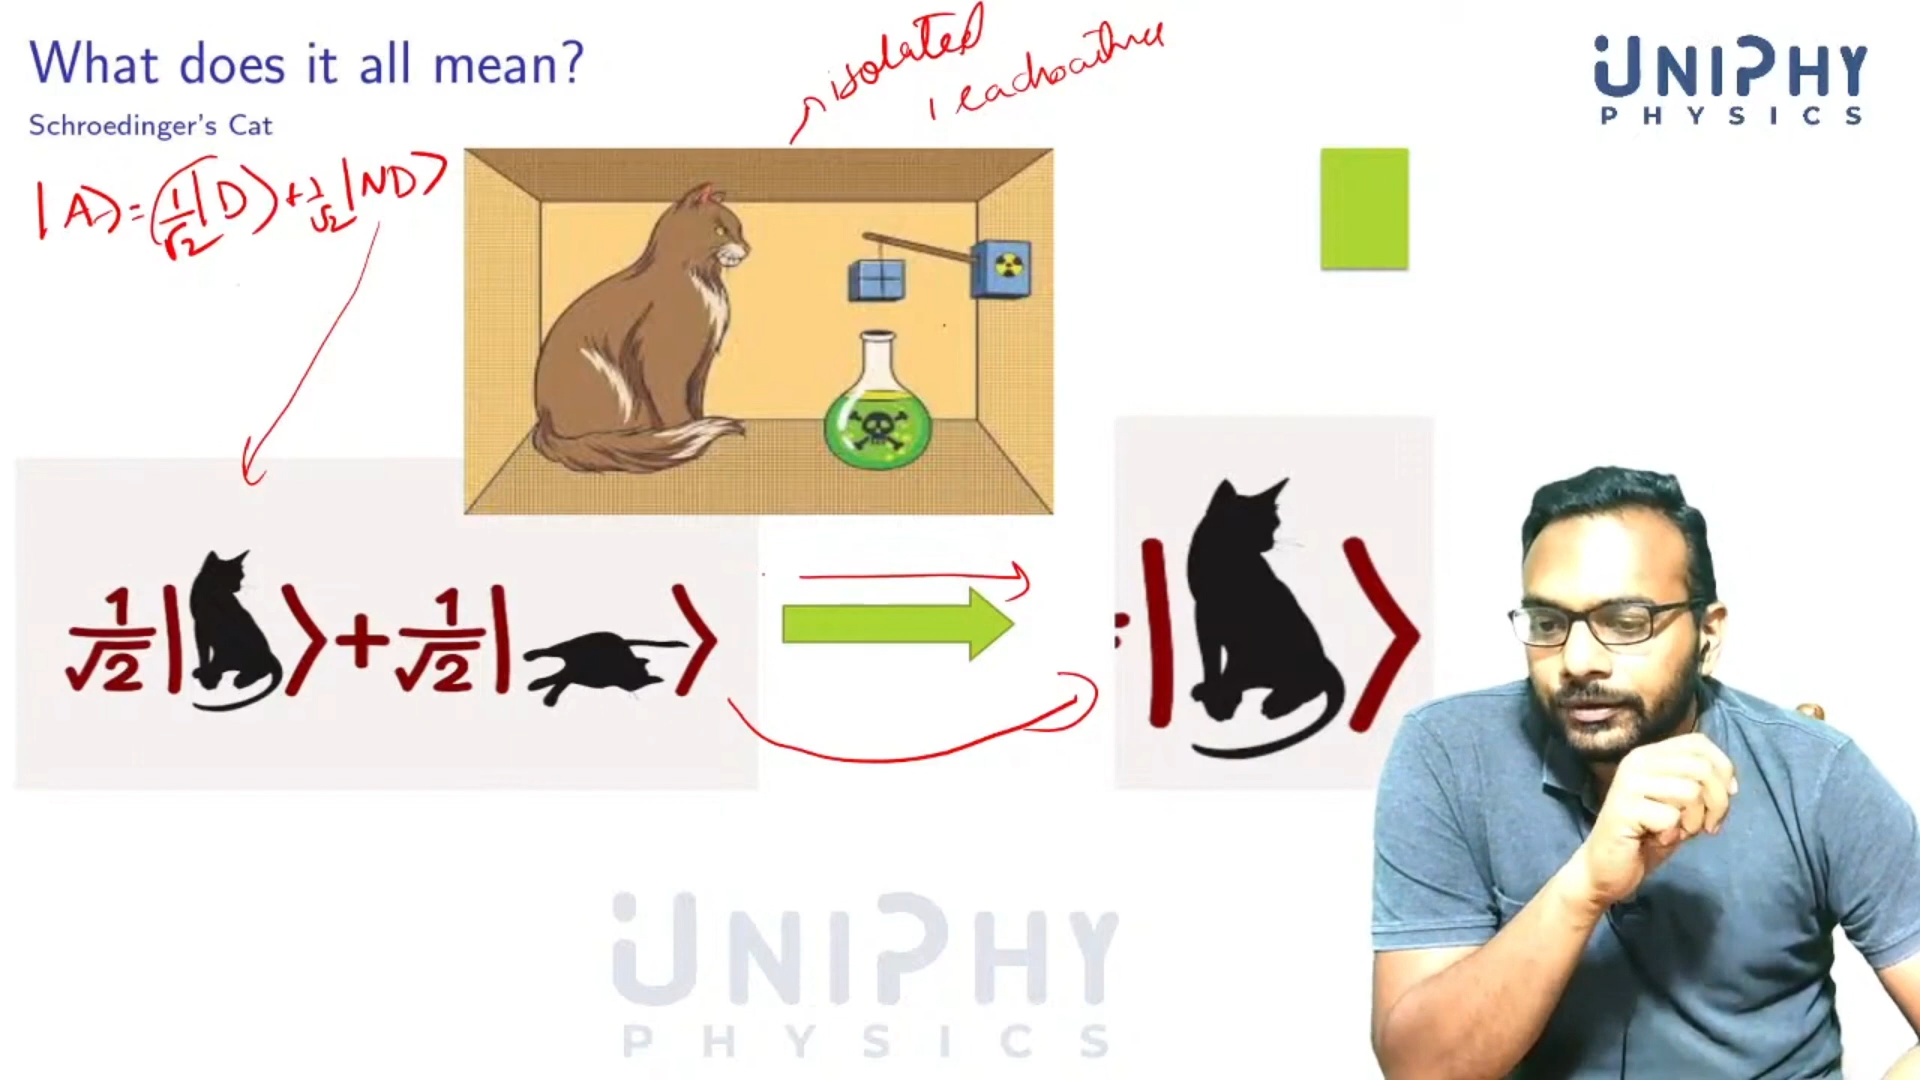 What does it all mean?
Schroedinger's Cat
isolated
UNIPHY
PHYSICS
|A⟩ = 1/√2 |D⟩ + 1/√2 |ND⟩
1/√2 | ⟩ + 1/√2 | ⟩
| ⟩
UNIPHY
PHYSICS